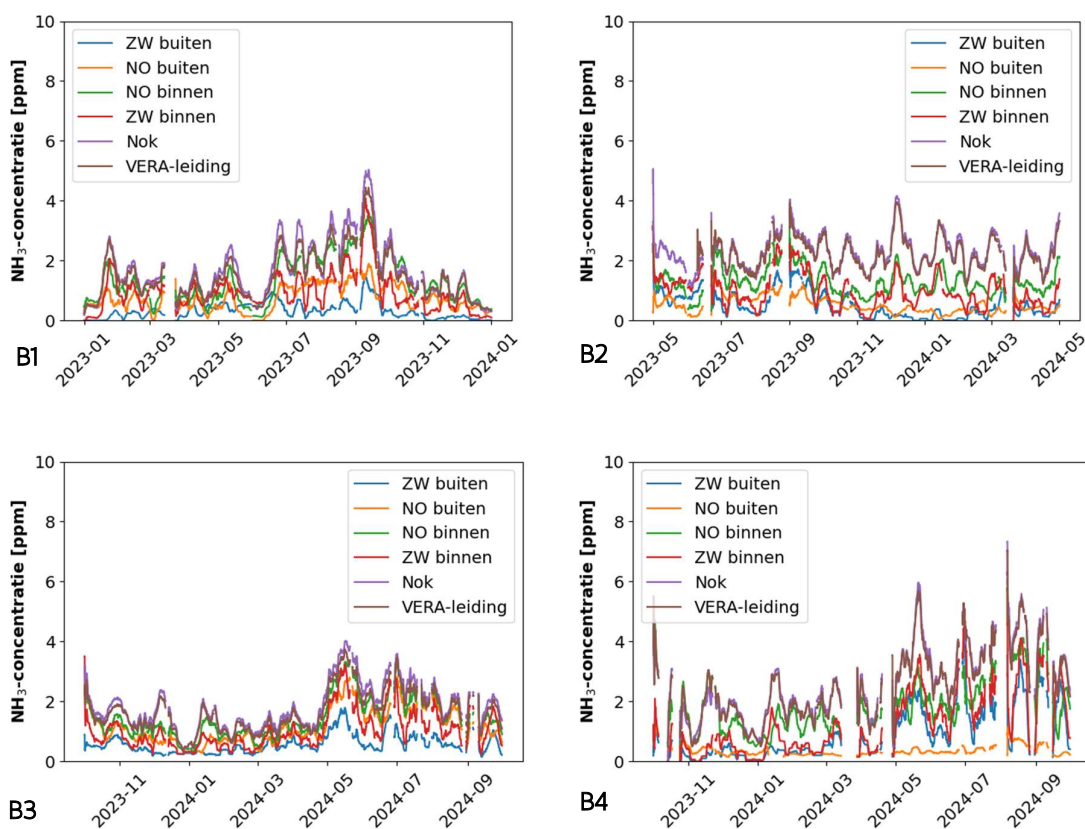 10
8
6
4
2
0
NH3-concentratie [ppm]
ZW buiten
NO buiten
NO binnen
ZW binnen
Nok
VERA-leiding
2023-01
2023-03
2023-05
2023-07
2023-09
2023-11
2024-01
B1
10
8
6
4
2
0
NH3-concentratie [ppm]
ZW buiten
NO buiten
NO binnen
ZW binnen
Nok
VERA-leiding
2023-05
2023-07
2023-09
2023-11
2024-01
2024-03
2024-05
B2
10
8
6
4
2
0
NH3-concentratie [ppm]
ZW buiten
NO buiten
NO binnen
ZW binnen
Nok
VERA-leiding
2023-11
2024-01
2024-03
2024-05
2024-07
2024-09
B3
10
8
6
4
2
0
NH3-concentratie [ppm]
ZW buiten
NO buiten
NO binnen
ZW binnen
Nok
VERA-leiding
2023-11
2024-01
2024-03
2024-05
2024-07
2024-09
B4